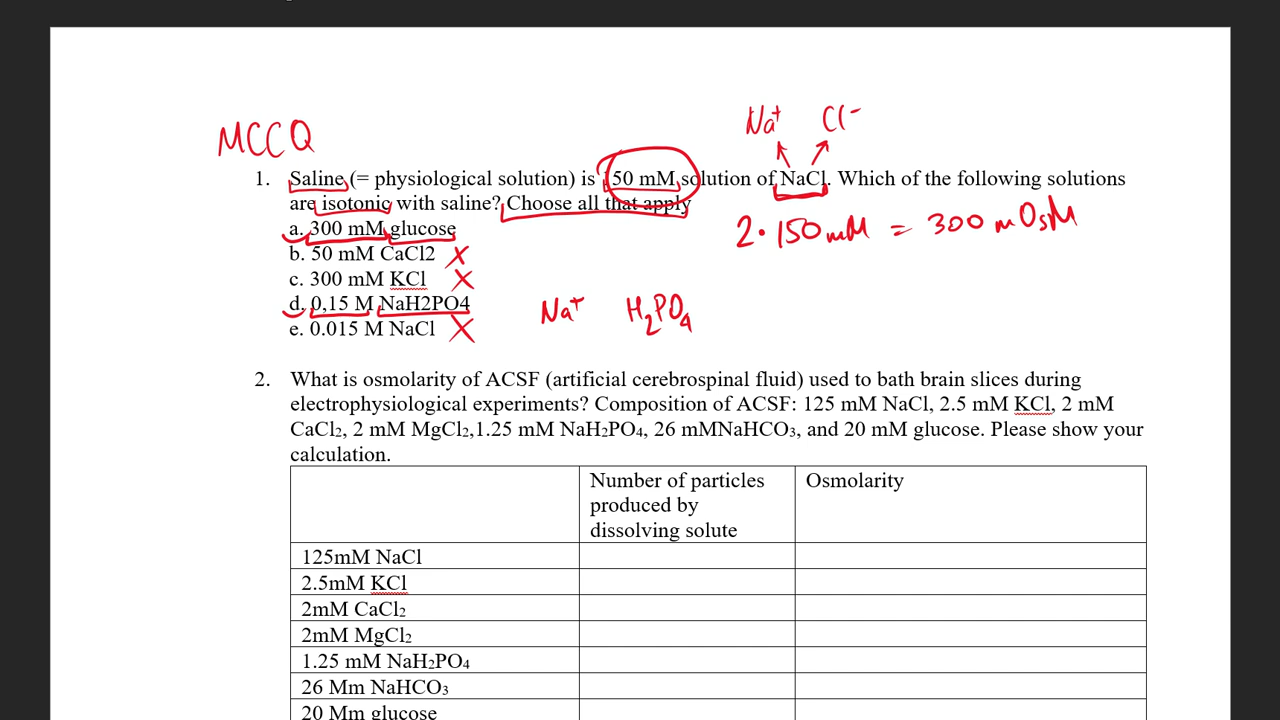 Na⁺ Cl⁻
MCCQ
1. Saline (= physiological solution) is 150 mM solution of NaCl. Which of the following solutions
are isotonic with saline? Choose all that apply
2·150mM = 300 mOsM
a. 300 mM glucose
b. 50 mM CaCl2 X
c. 300 mM KCl X
d. 0,15 M NaH2PO4 Na⁺ H₂PO₄
e. 0.015 M NaCl X
2. What is osmolarity of ACSF (artificial cerebrospinal fluid) used to bath brain slices during
electrophysiological experiments? Composition of ACSF: 125 mM NaCl, 2.5 mM KCl, 2 mM
CaCl₂, 2 mM MgCl₂,1.25 mM NaH₂PO₄, 26 mMNaHCO₃, and 20 mM glucose. Please show your
calculation.
Number of particles Osmolarity
produced by
dissolving solute
125mM NaCl
2.5mM KCl
2mM CaCl₂
2mM MgCl₂
1.25 mM NaH₂PO₄
26 Mm NaHCO₃
20 Mm glucose